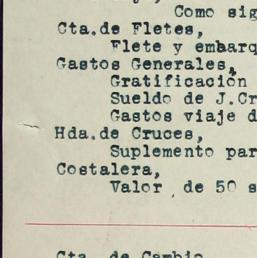 Como sig
Cta.de Fletes,
Flete y embarq
Gastos Generales,
Gratificación
Sueldo de J.Cr
Gastos viaje d
Hda.de Cruces,
Suplemento par
Costalera,
Valor de 50 s
Cta. de Cambio